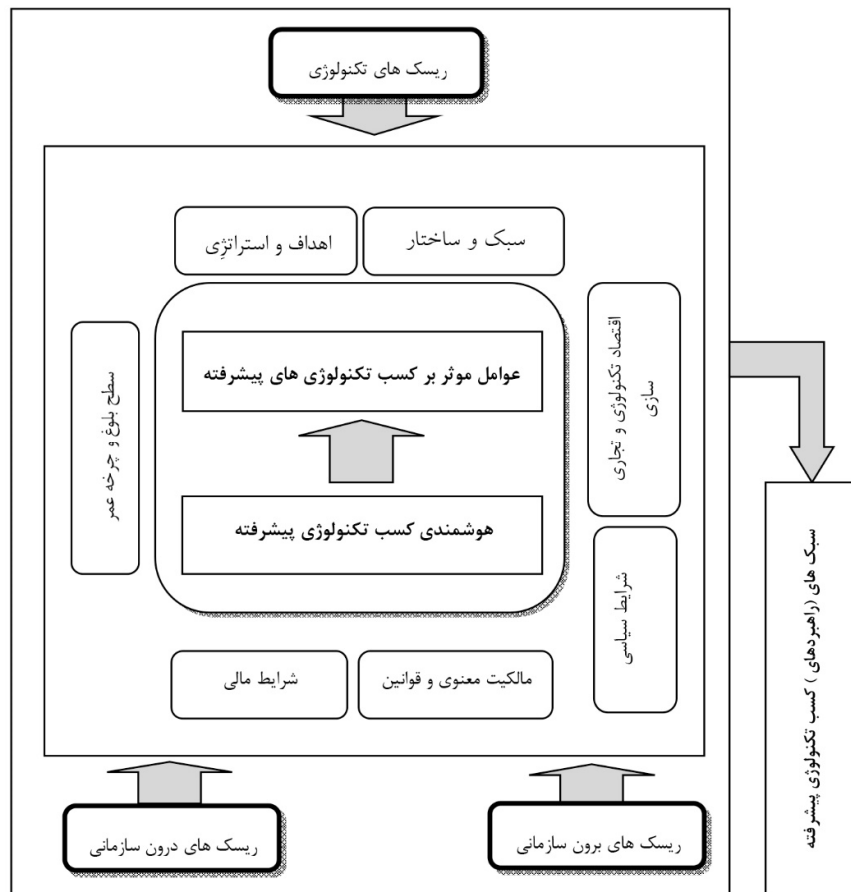 ریسک های تکنولوژی
سبک و ساختار
اهداف و استراتژِی
عوامل موثر بر کسب تکنولوژی های پیشرفته
هوشمندی کسب تکنولوژی پیشرفته
اقتصاد تکنولوژی و تجاری
سازی
شرایط سیاسی
سطح بلوغ و چرخه عمر
مالکیت معنوی و قوانین
شرایط مالی
ریسک های برون سازمانی
ریسک های درون سازمانی
سبک های (راهبردهای ) کسب تکنولوژی پیشرفته